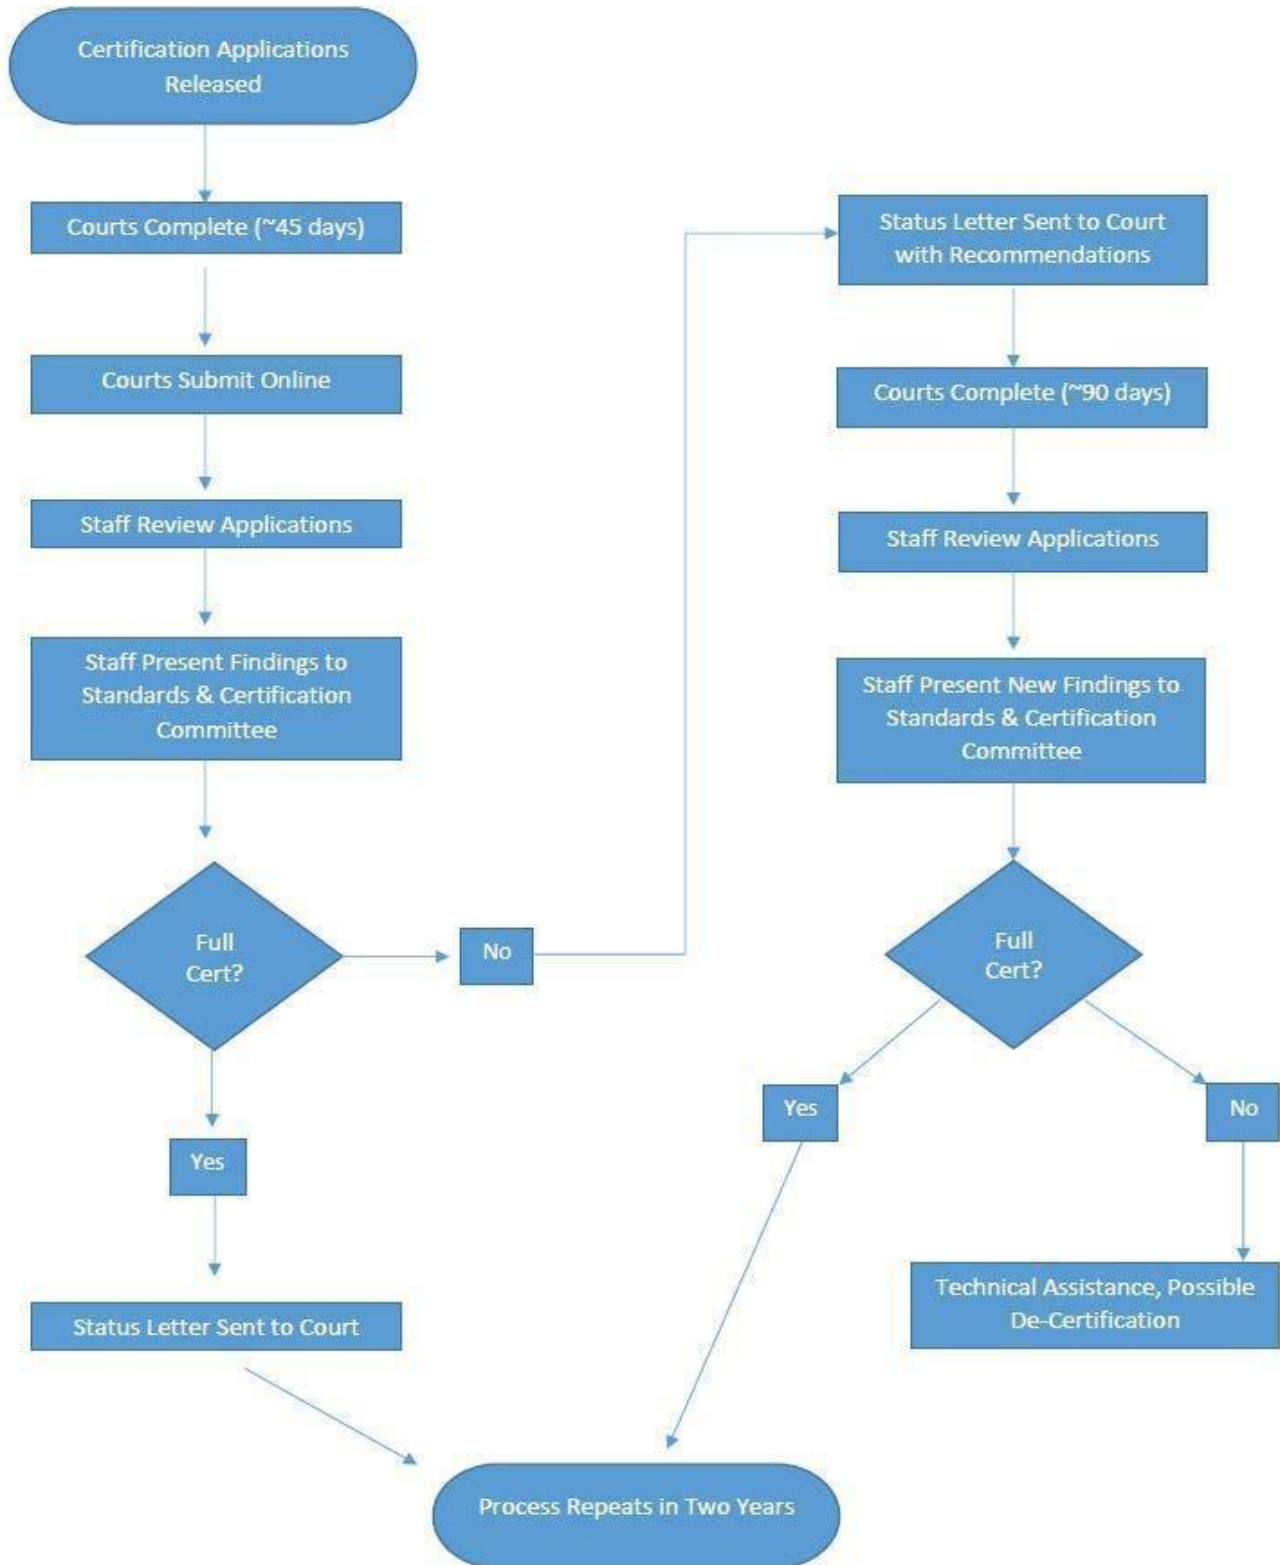 Certification Applications
Released
Courts Complete (~45 days)
Courts Submit Online
Staff Review Applications
Staff Present Findings to
Standards & Certification
Committee
Full
Cert?
No
Yes
Status Letter Sent to Court
Status Letter Sent to Court
with Recommendations
Courts Complete (~90 days)
Staff Review Applications
Staff Present New Findings to
Standards & Certification
Committee
Full
Cert?
Yes
No
Technical Assistance, Possible
De-Certification
Process Repeats in Two Years